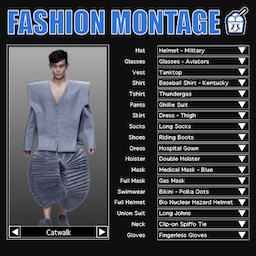 FASHION MONTAGE
Hat Helmet - Military
Glasses Glasses - Aviators
Vest Tanktop
Shirt Baseball Shirt - Kentucky
Tshirt Thundergas
Pants Ghillie Suit
Skirt Dress - Thigh
Socks Long Socks
Shoes Riding Boots
Dress Hospital Gown
Holster Double Holster
Mask Medical Mask - Blue
Full Mask Gas Mask
Swimwear Bikini - Polka Dots
Full Helmet Bio Nuclear Hazard Helmet
Union Suit Long Johns
Neck Clip-on Spiffo Tie
Gloves Fingerless Gloves
Catwalk